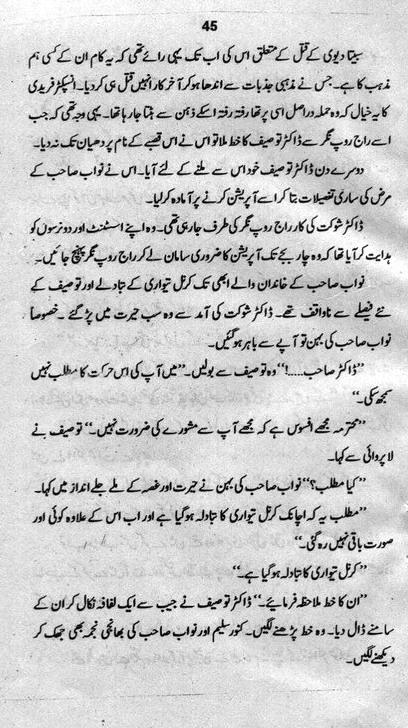 45
سیتا دیوی کے قتل کے متعلق اس کی اب تک یہی رائے تھی کہ یہ کام ان کے کسی ہم
مذہب کا ہے۔ جس نے مذہبی جذبات سے اندھا ہو کر آخر کار انہیں قتل ہی کر دیا۔ انسپکٹر فریدی
کا یہ خیال کہ وہ حملہ دراصل اسی پر تھا رفتہ رفتہ اسکے ذہن سے ہٹتا جا رہا تھا۔ یہی وجہ تھی کہ جب
اسے راج روپ نگر سے ڈاکٹر توصیف کا خط ملا تو اس نے اس قصبے کے نام پر دھیان تک نہ دیا۔
دوسرے دن ڈاکٹر توصیف خود اس سے ملنے کے لئے آیا۔ اس نے نواب صاحب کے
مرض کی ساری تفصیلات بتا کر اسے آپریشن کرنے پر آمادہ کر لیا۔
ڈاکٹر شوکت کی کار راج روپ نگر کی طرف جا رہی تھی۔ وہ اپنے اسسٹنٹ اور دو نرسوں کو
ہدایت کر آیا تھا کہ وہ چار بجے تک آپریشن کا ضروری سامان لے کر راج روپ نگر پہنچ جائیں۔
نواب صاحب کے خاندان والے ابھی تک کرنل تیواری کے تبادلے اور توصیف کے
نئے فیصلے سے ناواقف تھے۔ ڈاکٹر شوکت کی آمد سے وہ سب حیرت میں پڑ گئے۔ خصوصاً
نواب صاحب کی بہن تو آپے سے باہر ہو گئیں۔
”ڈاکٹر صاحب.....!“ وہ توصیف سے بولیں۔ ”میں آپ کی اس حرکت کا مطلب نہیں
سمجھ سکی۔“
”محترمہ مجھے افسوس ہے کہ مجھے آپ سے مشورے کی ضرورت نہیں۔“ توصیف نے
لاپروائی سے کہا۔
”کیا مطلب؟“ نواب صاحب کی بہن نے حیرت اور غصہ کے ملے جلے انداز میں کہا۔
”مطلب یہ کہ اچانک کرنل تیواری کا تبادلہ ہو گیا ہے اور اب اس کے علاوہ کوئی اور
صورت باقی نہیں رہ گئی۔“
”کرنل تیواری کا تبادلہ ہو گیا ہے۔“
”ان کا خط ملاحظہ فرمائیے۔“ ڈاکٹر توصیف نے جیب سے ایک لفافہ نکال کر ان کے
سامنے ڈال دیا۔ وہ خط پڑھنے لگیں۔ کنور سلیم اور نواب صاحب کی بھانجی نجمہ بھی جھک کر
دیکھنے لگیں۔